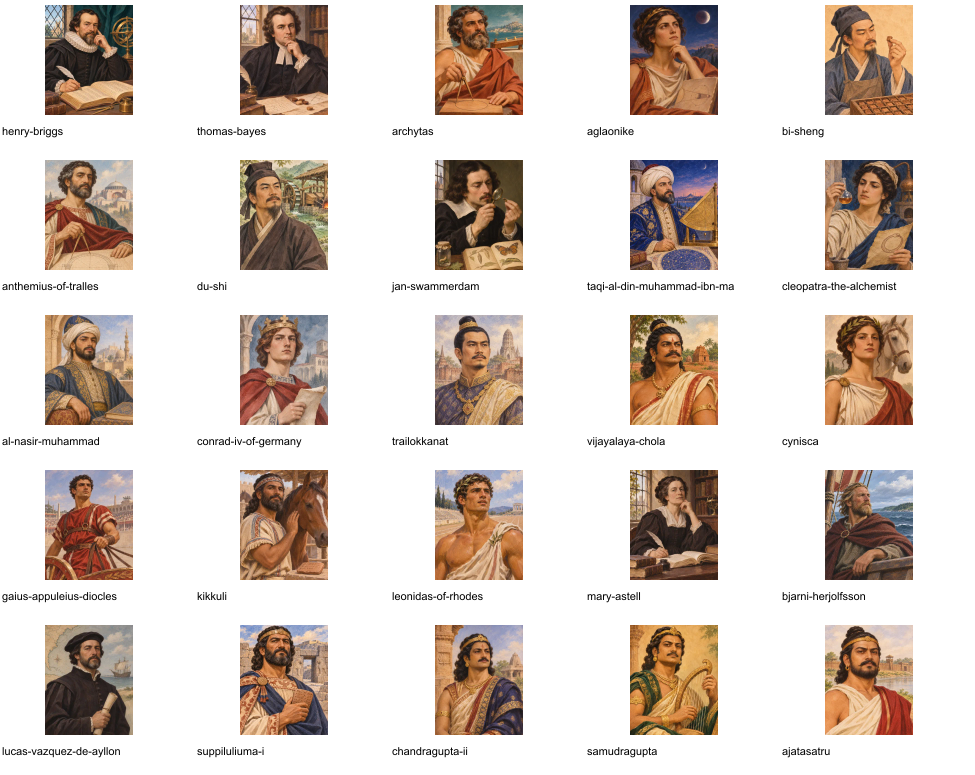 henry-briggs
thomas-bayes
archytas
aglaonike
bi-sheng
anthemius-of-tralles
du-shi
jan-swammerdam
taqi-al-din-muhammad-ibn-ma
cleopatra-the-alchemist
al-nasir-muhammad
conrad-iv-of-germany
trailokkanat
vijayalaya-chola
cynisca
gaius-appuleius-diocles
kikkuli
leonidas-of-rhodes
mary-astell
bjarni-herjolfsson
lucas-vazquez-de-ayllon
suppiluliuma-i
chandragupta-ii
samudragupta
ajatasatru